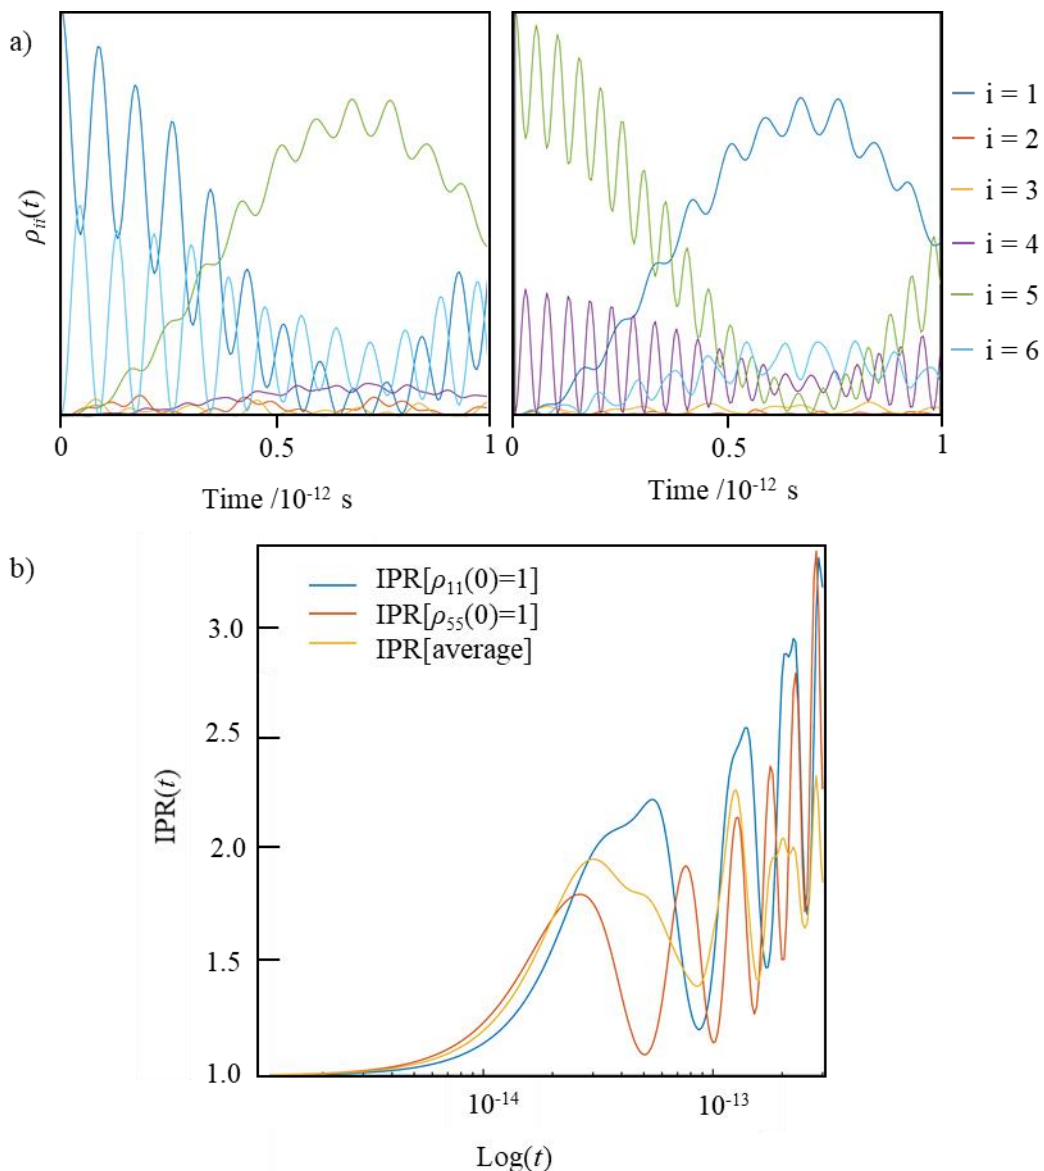 a)
ρii(t)
0
0.5
1
Time /10-12 s
0
0.5
1
Time /10-12 s
i = 1
i = 2
i = 3
i = 4
i = 5
i = 6
b)
IPR[ρ11(0)=1]
IPR[ρ55(0)=1]
IPR[average]
IPR(t)
3.0
2.5
2.0
1.5
1.0
10-14
10-13
Log(t)